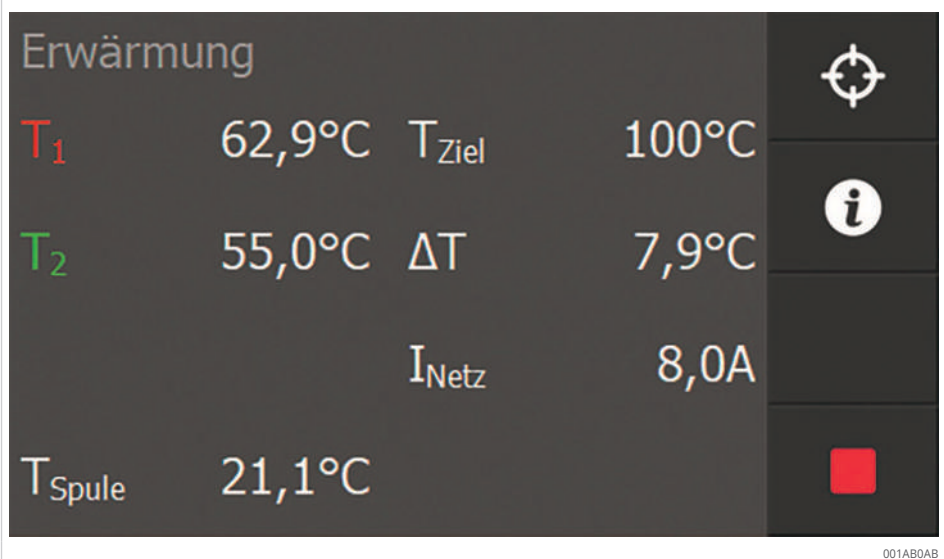 Erwärmung
T1 62,9°C TZiel 100°C
T2 55,0°C ΔT 7,9°C
INetz 8,0A
TSpule 21,1°C
001AB0AB